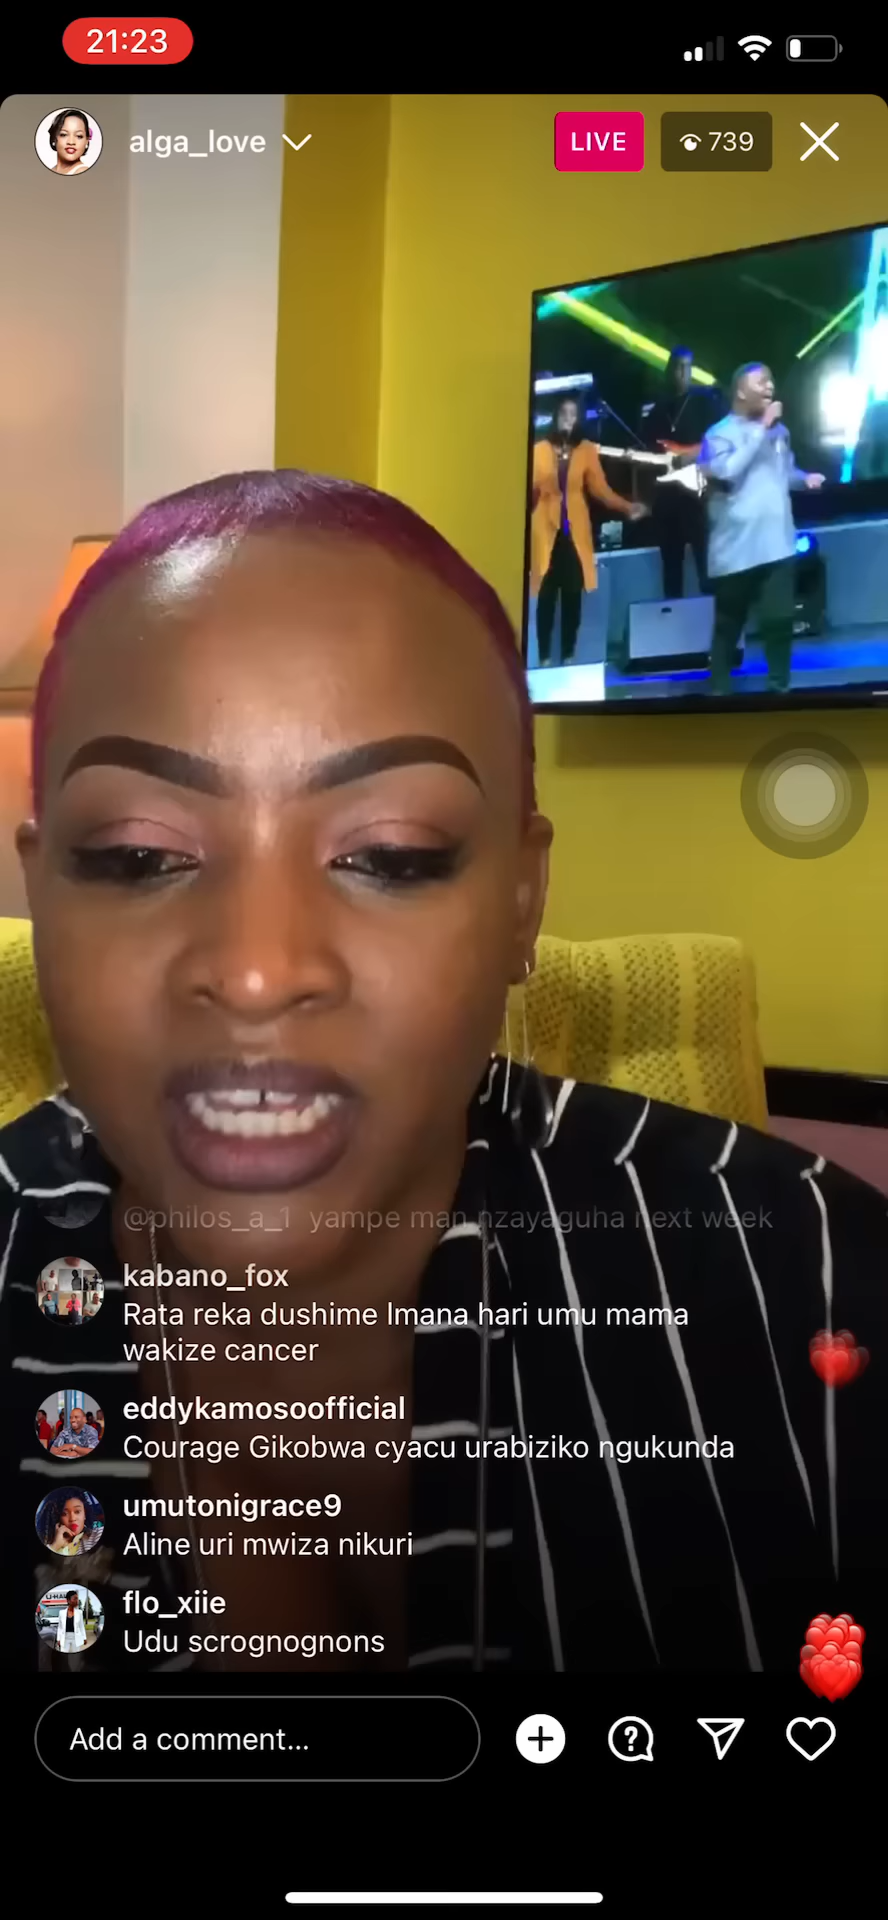 21:23
alga_love
LIVE
739
@philos_a_1 yampe man nzayaguha next week
kabano_fox
Rata reka dushime Imana hari umu mama
wakize cancer
eddykamosoofficial
Courage Gikobwa cyacu urabiziko ngukunda
umutonigrace9
Aline uri mwiza nikuri
flo_xiie
Udu scrognognons
Add a comment...